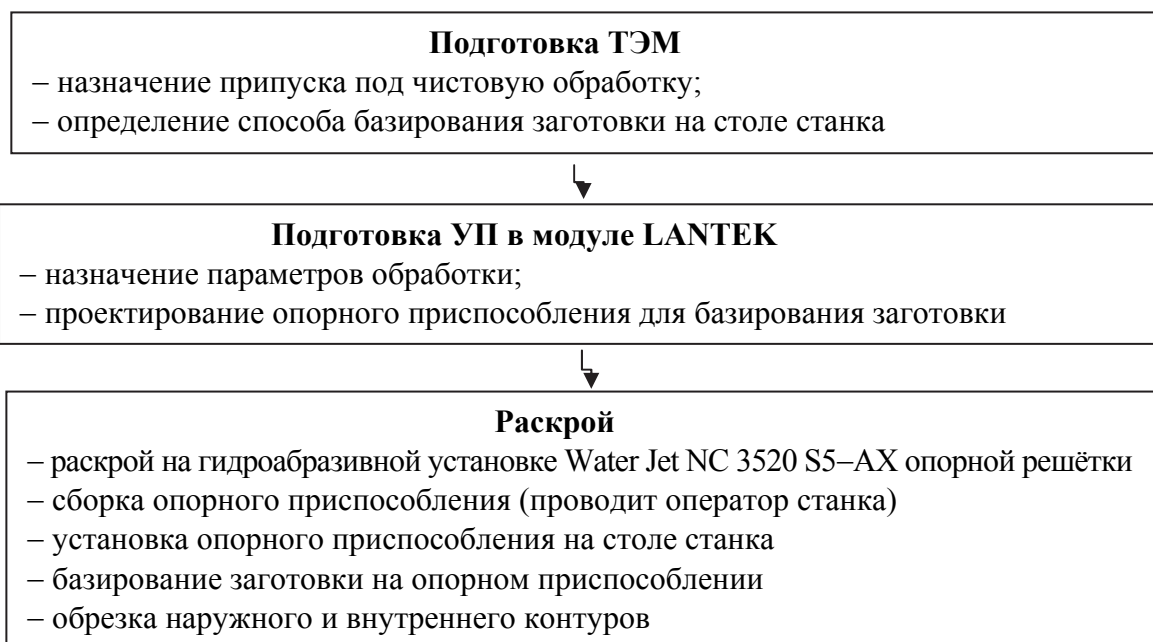 Подготовка ТЭМ
– назначение припуска под чистовую обработку;
– определение способа базирования заготовки на столе станка
Подготовка УП в модуле LANTEK
– назначение параметров обработки;
– проектирование опорного приспособления для базирования заготовки
Раскрой
– раскрой на гидроабразивной установке Water Jet NC 3520 S5–AX опорной решётки
– сборка опорного приспособления (проводит оператор станка)
– установка опорного приспособления на столе станка
– базирование заготовки на опорном приспособлении
– обрезка наружного и внутреннего контуров